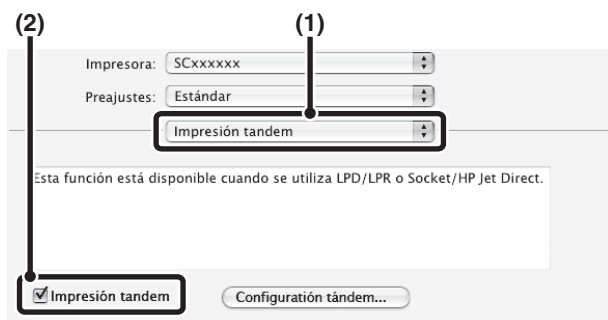 (2) (1)
Impresora: SCxxxxxx
Preajustes: Estándar
Impresión tandem
Esta función está disponible cuando se utiliza LPD/LPR o Socket/HP Jet Direct.
Impresión tandem Configuratión tándem...